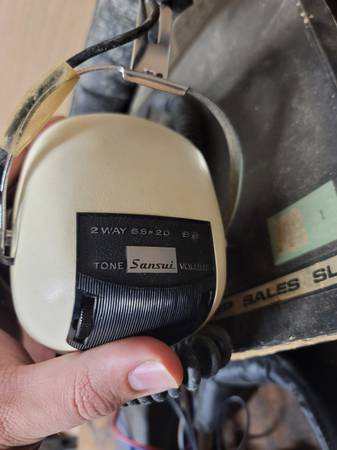 2 WAY SS-20 8Ω
TONE Sansui VOLUME
SALES SL